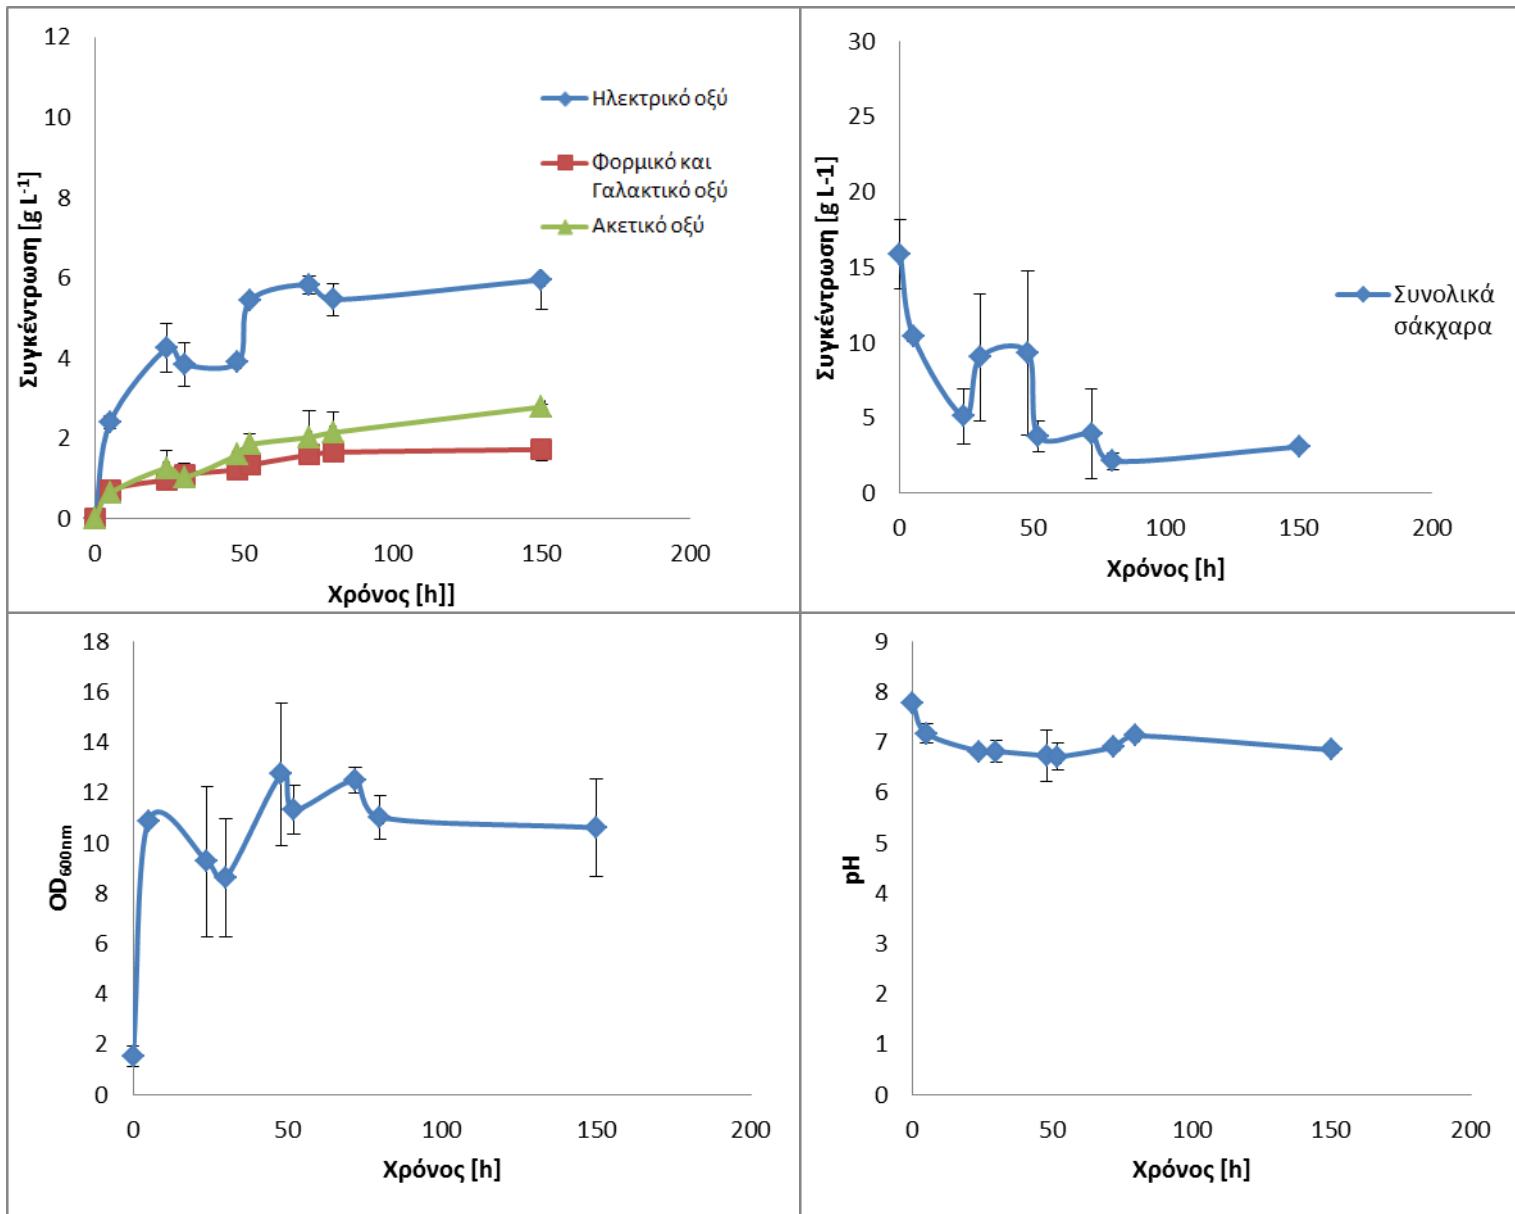 12
10
8
6
4
2
0
Συγκέντρωση [g L⁻¹]
Ηλεκτρικό οξύ
Φορμικό και
Γαλακτικό οξύ
Ακετικό οξύ
0 50 100 150 200
Χρόνος [h]]
30
25
20
15
10
5
0
Συγκέντρωση [g L-1]
Συνολικά
σάκχαρα
0 50 100 150 200
Χρόνος [h]
18
16
14
12
10
8
6
4
2
0
OD₆₀₀nm
0 50 100 150 200
Χρόνος [h]
9
8
7
6
5
4
3
2
1
0
pH
0 50 100 150 200
Χρόνος [h]